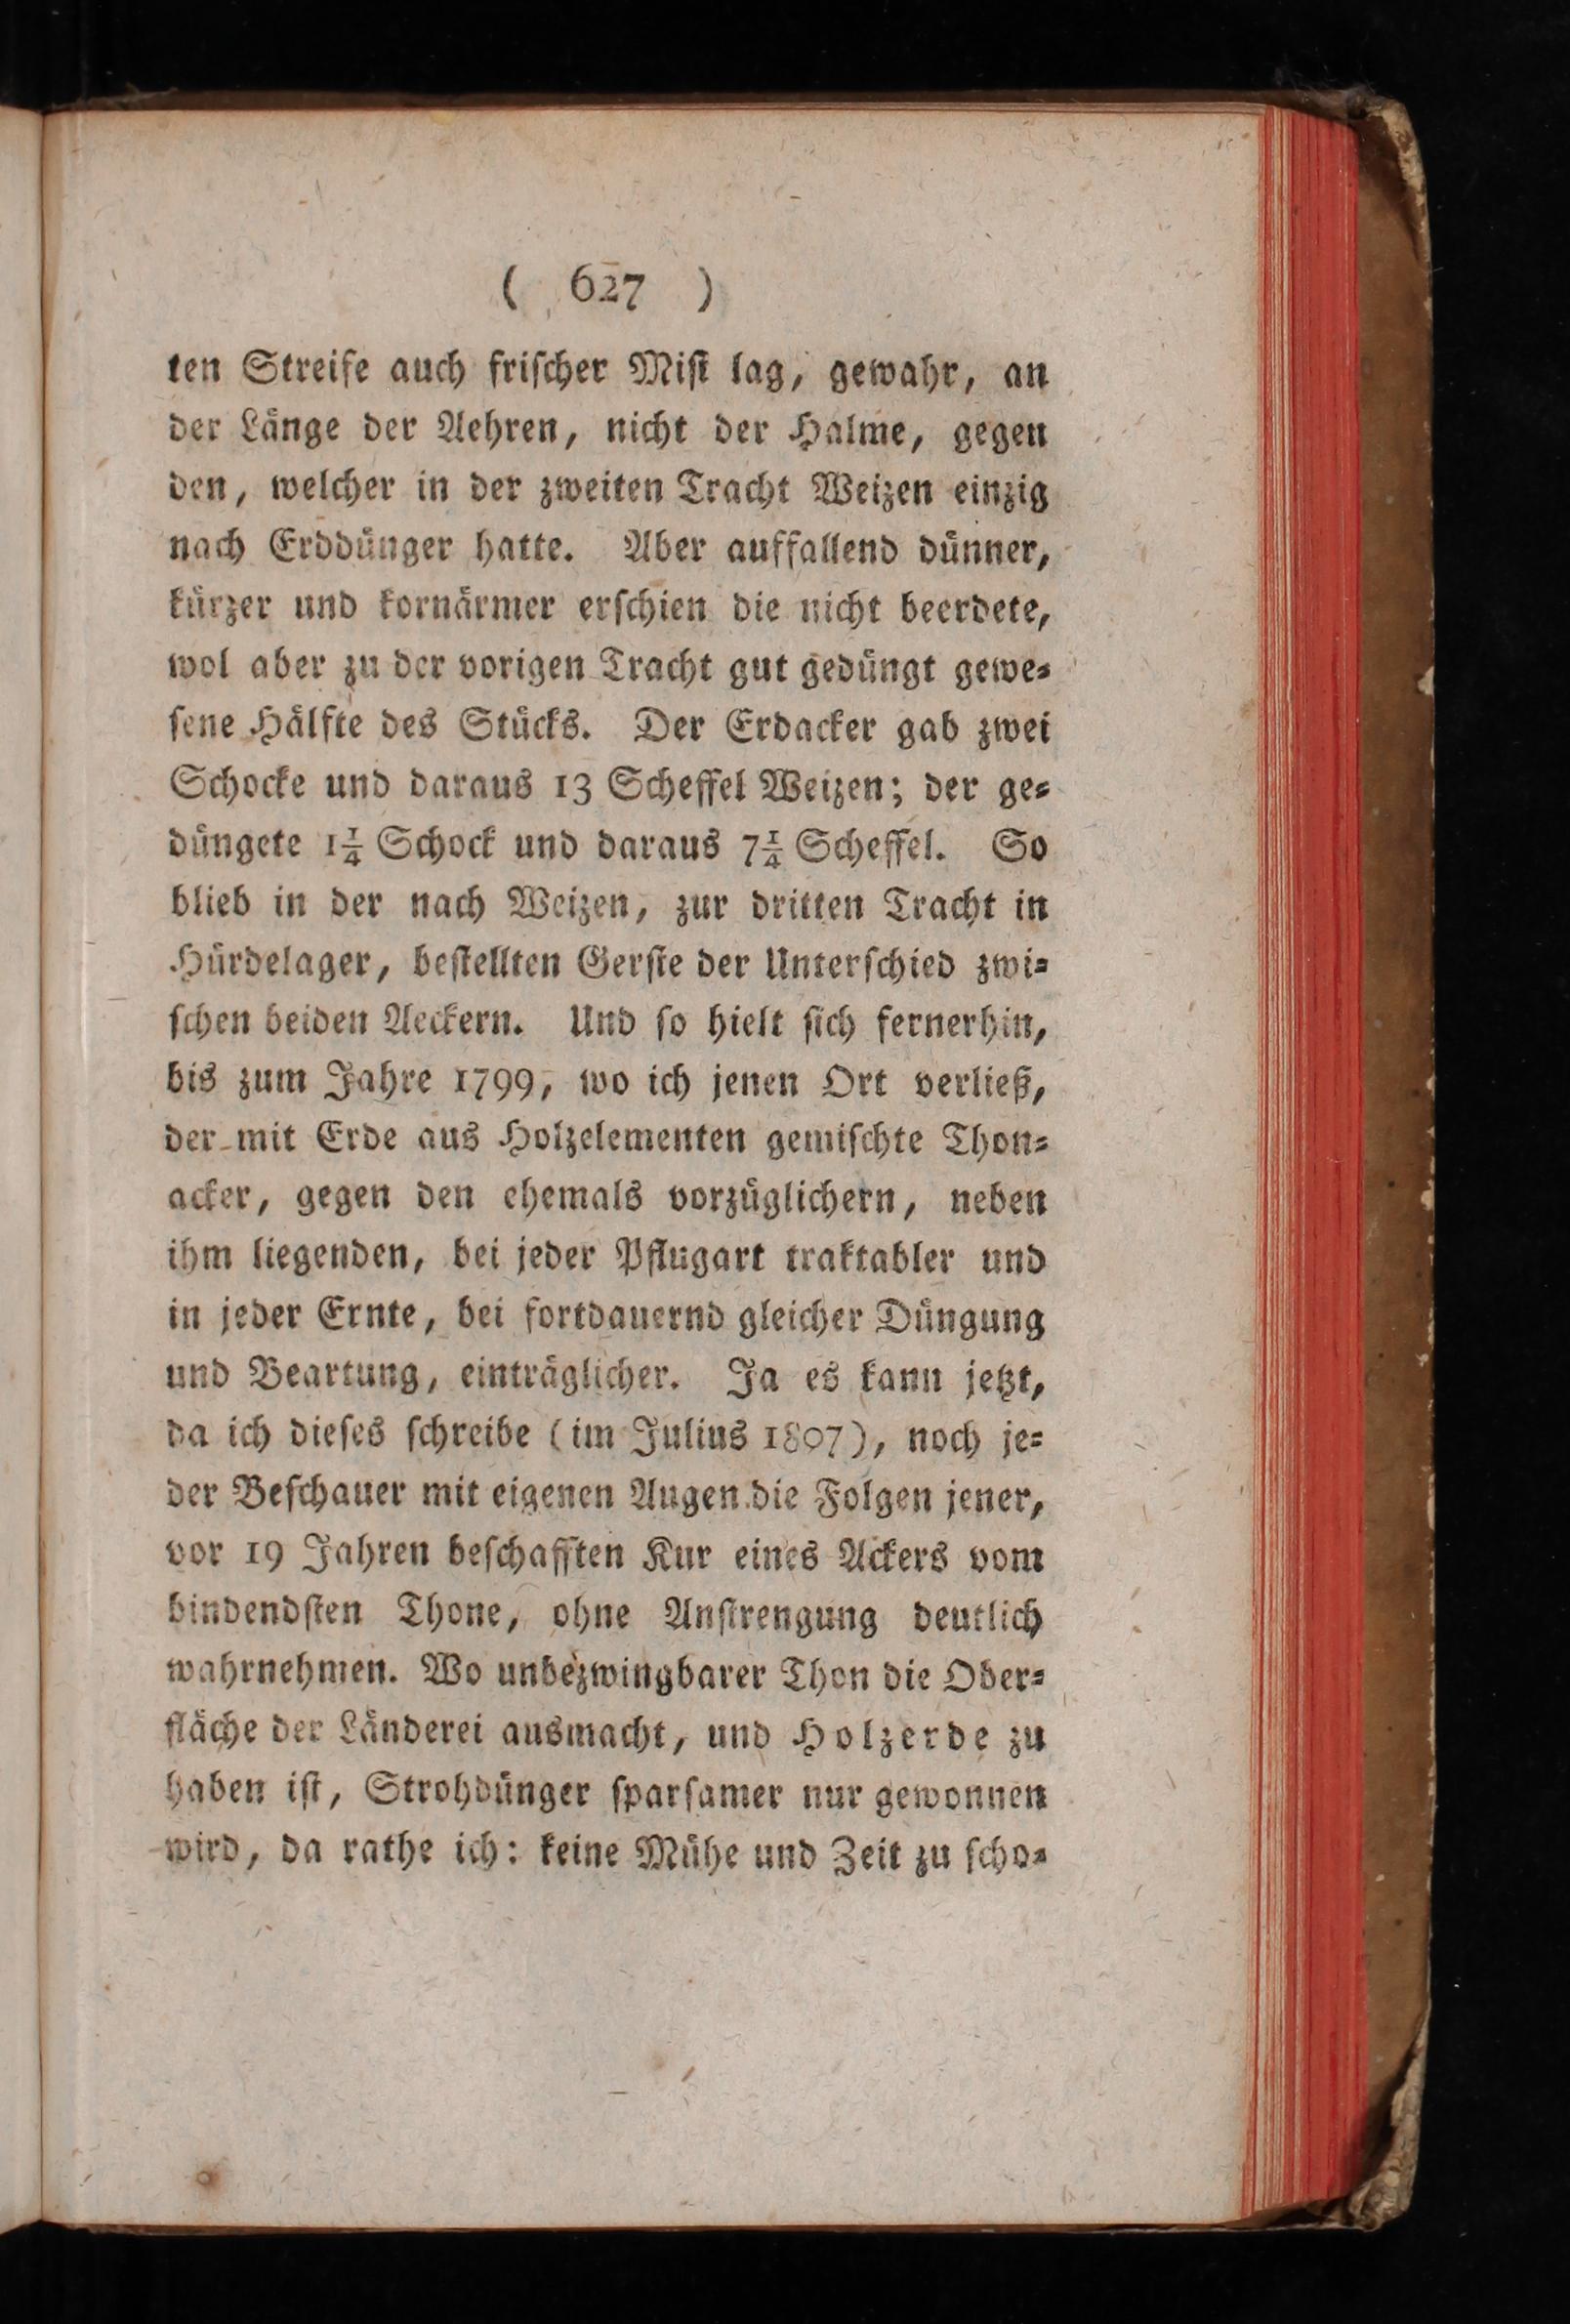 ( 627 )
ten Streife auch friſcher Miſt lag, gewahr, an
der Länge der Aehren, nicht der Halme, gegen
den, welcher in der zweiten Tracht Weizen einzig
nach Erddünger hatte. Aber auffallend dünner,
kürzer und kornärmer erſchien die nicht beerdete,
wol aber zu der vorigen Tracht gut gedüngt gewe⸗
ſene Hälfte des Stücks. Der Erdacker gab zwei
Schocke und daraus 13 Scheffel Weizen; der ge⸗
düngete 1¼ Schock und daraus 7¼ Scheffel. So
blieb in der nach Weizen, zur dritten Tracht in
Hürdelager, beſtellten Gerſte der Unterſchied zwi⸗
ſchen beiden Aeckern. Und ſo hielt ſich fernerhin,
bis zum Jahre 1799, wo ich jenen Ort verließ,
der mit Erde aus Holzelementen gemiſchte Thon⸗
acker, gegen den ehemals vorzüglichern, neben
ihm liegenden, bei jeder Pflugart traktabler und
in jeder Ernte, bei fortdauernd gleicher Düngung
und Beartung, einträglicher. Ja es kann jetzt,
da ich dieſes ſchreibe (im Julius 1807), noch je⸗
der Beſchauer mit eigenen Augen die Folgen jener,
vor 19 Jahren beſchafften Kur eines Ackers vom
bindendſten Thone, ohne Anſtrengung deutlich
wahrnehmen. Wo unbezwingbarer Thon die Ober⸗
fläche der Länderei ausmacht, und Holzerde zu
haben iſt, Strohdünger ſparſamer nur gewonnen
wird, da rathe ich: keine Mühe und Zeit zu ſcho⸗